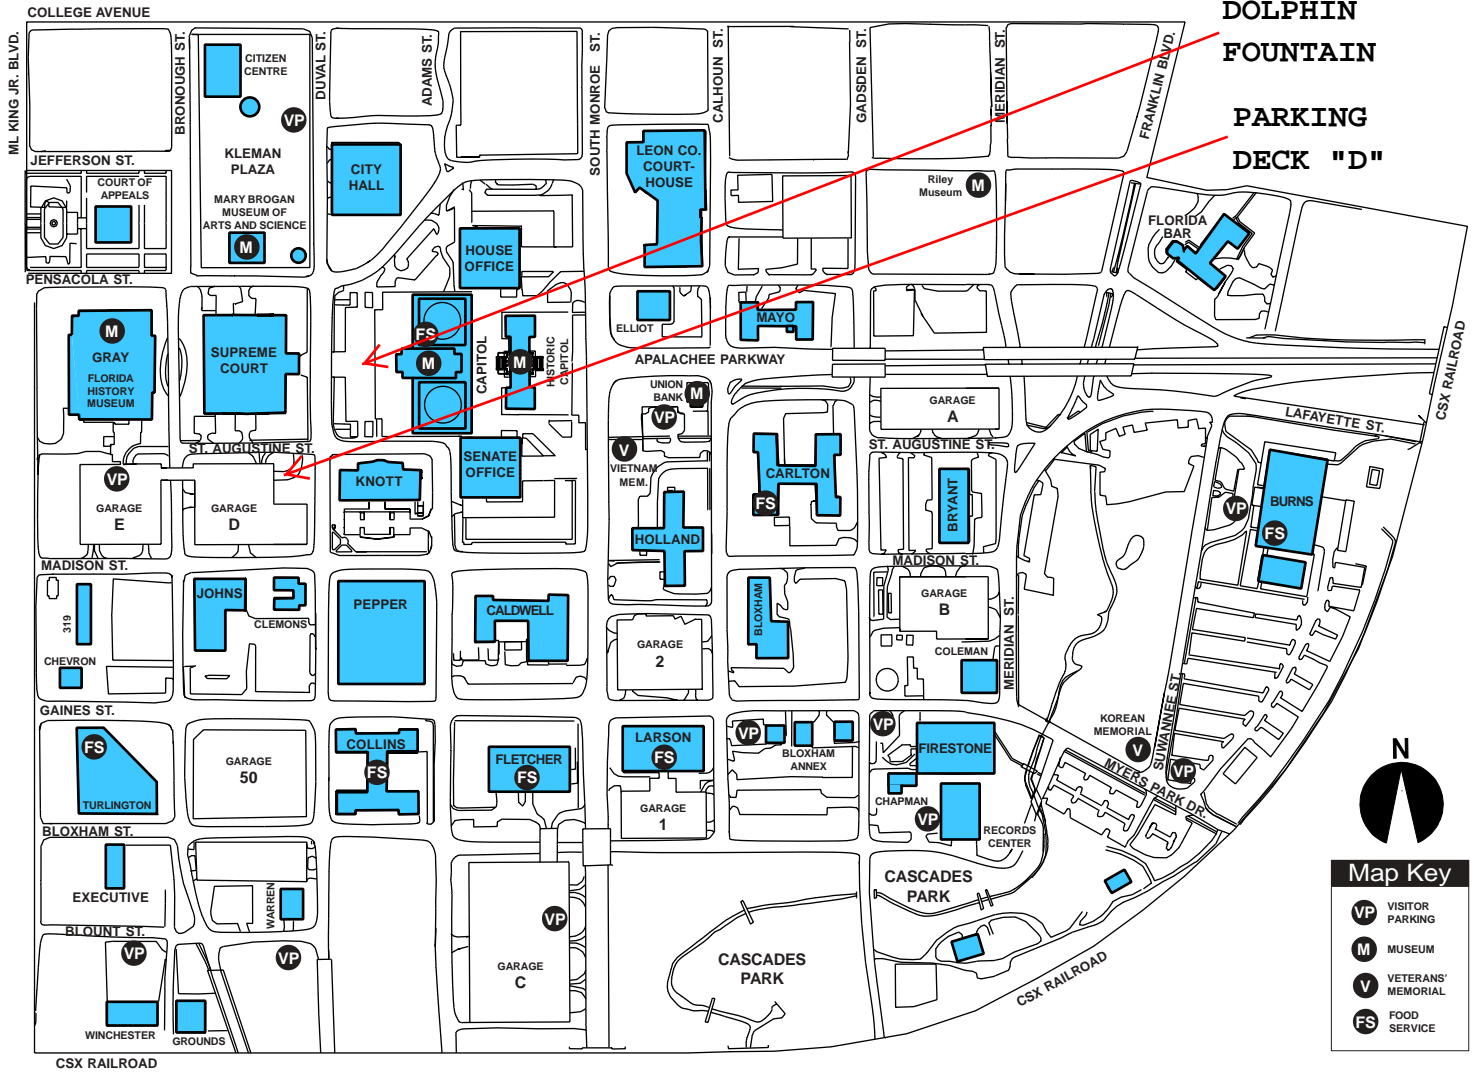 COLLEGE AVENUE
DOLPHIN
FOUNTAIN
PARKING
DECK "D"
ML KING JR. BLVD.
BRONOUGH ST.
DUVAL ST.
ADAMS ST.
SOUTH MONROE ST.
CALHOUN ST.
GADSDEN ST.
MERIDIAN ST.
FRANKLIN BLVD.
CITIZEN
CENTRE
VP
KLEMAN
PLAZA
MARY BROGAN
MUSEUM OF
ARTS AND SCIENCE
M
JEFFERSON ST.
COURT OF
APPEALS
CITY
HALL
LEON CO.
COURT-
HOUSE
Riley
Museum
M
FLORIDA
BAR
HOUSE
OFFICE
PENSACOLA ST.
M
GRAY
FLORIDA
HISTORY
MUSEUM
SUPREME
COURT
FS
M
CAPITOL
M
HISTORIC
CAPITOL
ELLIOT
MAYO
APALACHEE PARKWAY
CSX RAILROAD
UNION
BANK
M
VP
V
VIETNAM
MEM.
GARAGE
A
LAFAYETTE ST.
ST. AUGUSTINE ST.
ST. AUGUSTINE ST.
VP
GARAGE
E
GARAGE
D
KNOTT
SENATE
OFFICE
CARLTON
FS
BRYANT
HOLLAND
VP
BURNS
FS
MADISON ST.
MADISON ST.
319
CHEVRON
JOHNS
CLEMONS
PEPPER
CALDWELL
GARAGE
2
BLOXHAM
GARAGE
B
COLEMAN
MERIDIAN ST.
SUWANNEE ST.
GAINES ST.
FS
TURLINGTON
GARAGE
50
COLLINS
FS
FLETCHER
FS
LARSON
FS
GARAGE
1
VP
BLOXHAM
ANNEX
VP
FIRESTONE
CHAPMAN
VP
RECORDS
CENTER
KOREAN
MEMORIAL
V
VP
MYERS PARK DR.
BLOXHAM ST.
EXECUTIVE
WARREN
BLOUNT ST.
VP
VP
WINCHESTER
GROUNDS
VP
GARAGE
C
CASCADES
PARK
CASCADES
PARK
CSX RAILROAD
CSX RAILROAD
N
Map Key
VP VISITOR
PARKING
M MUSEUM
V VETERANS'
MEMORIAL
FS FOOD
SERVICE